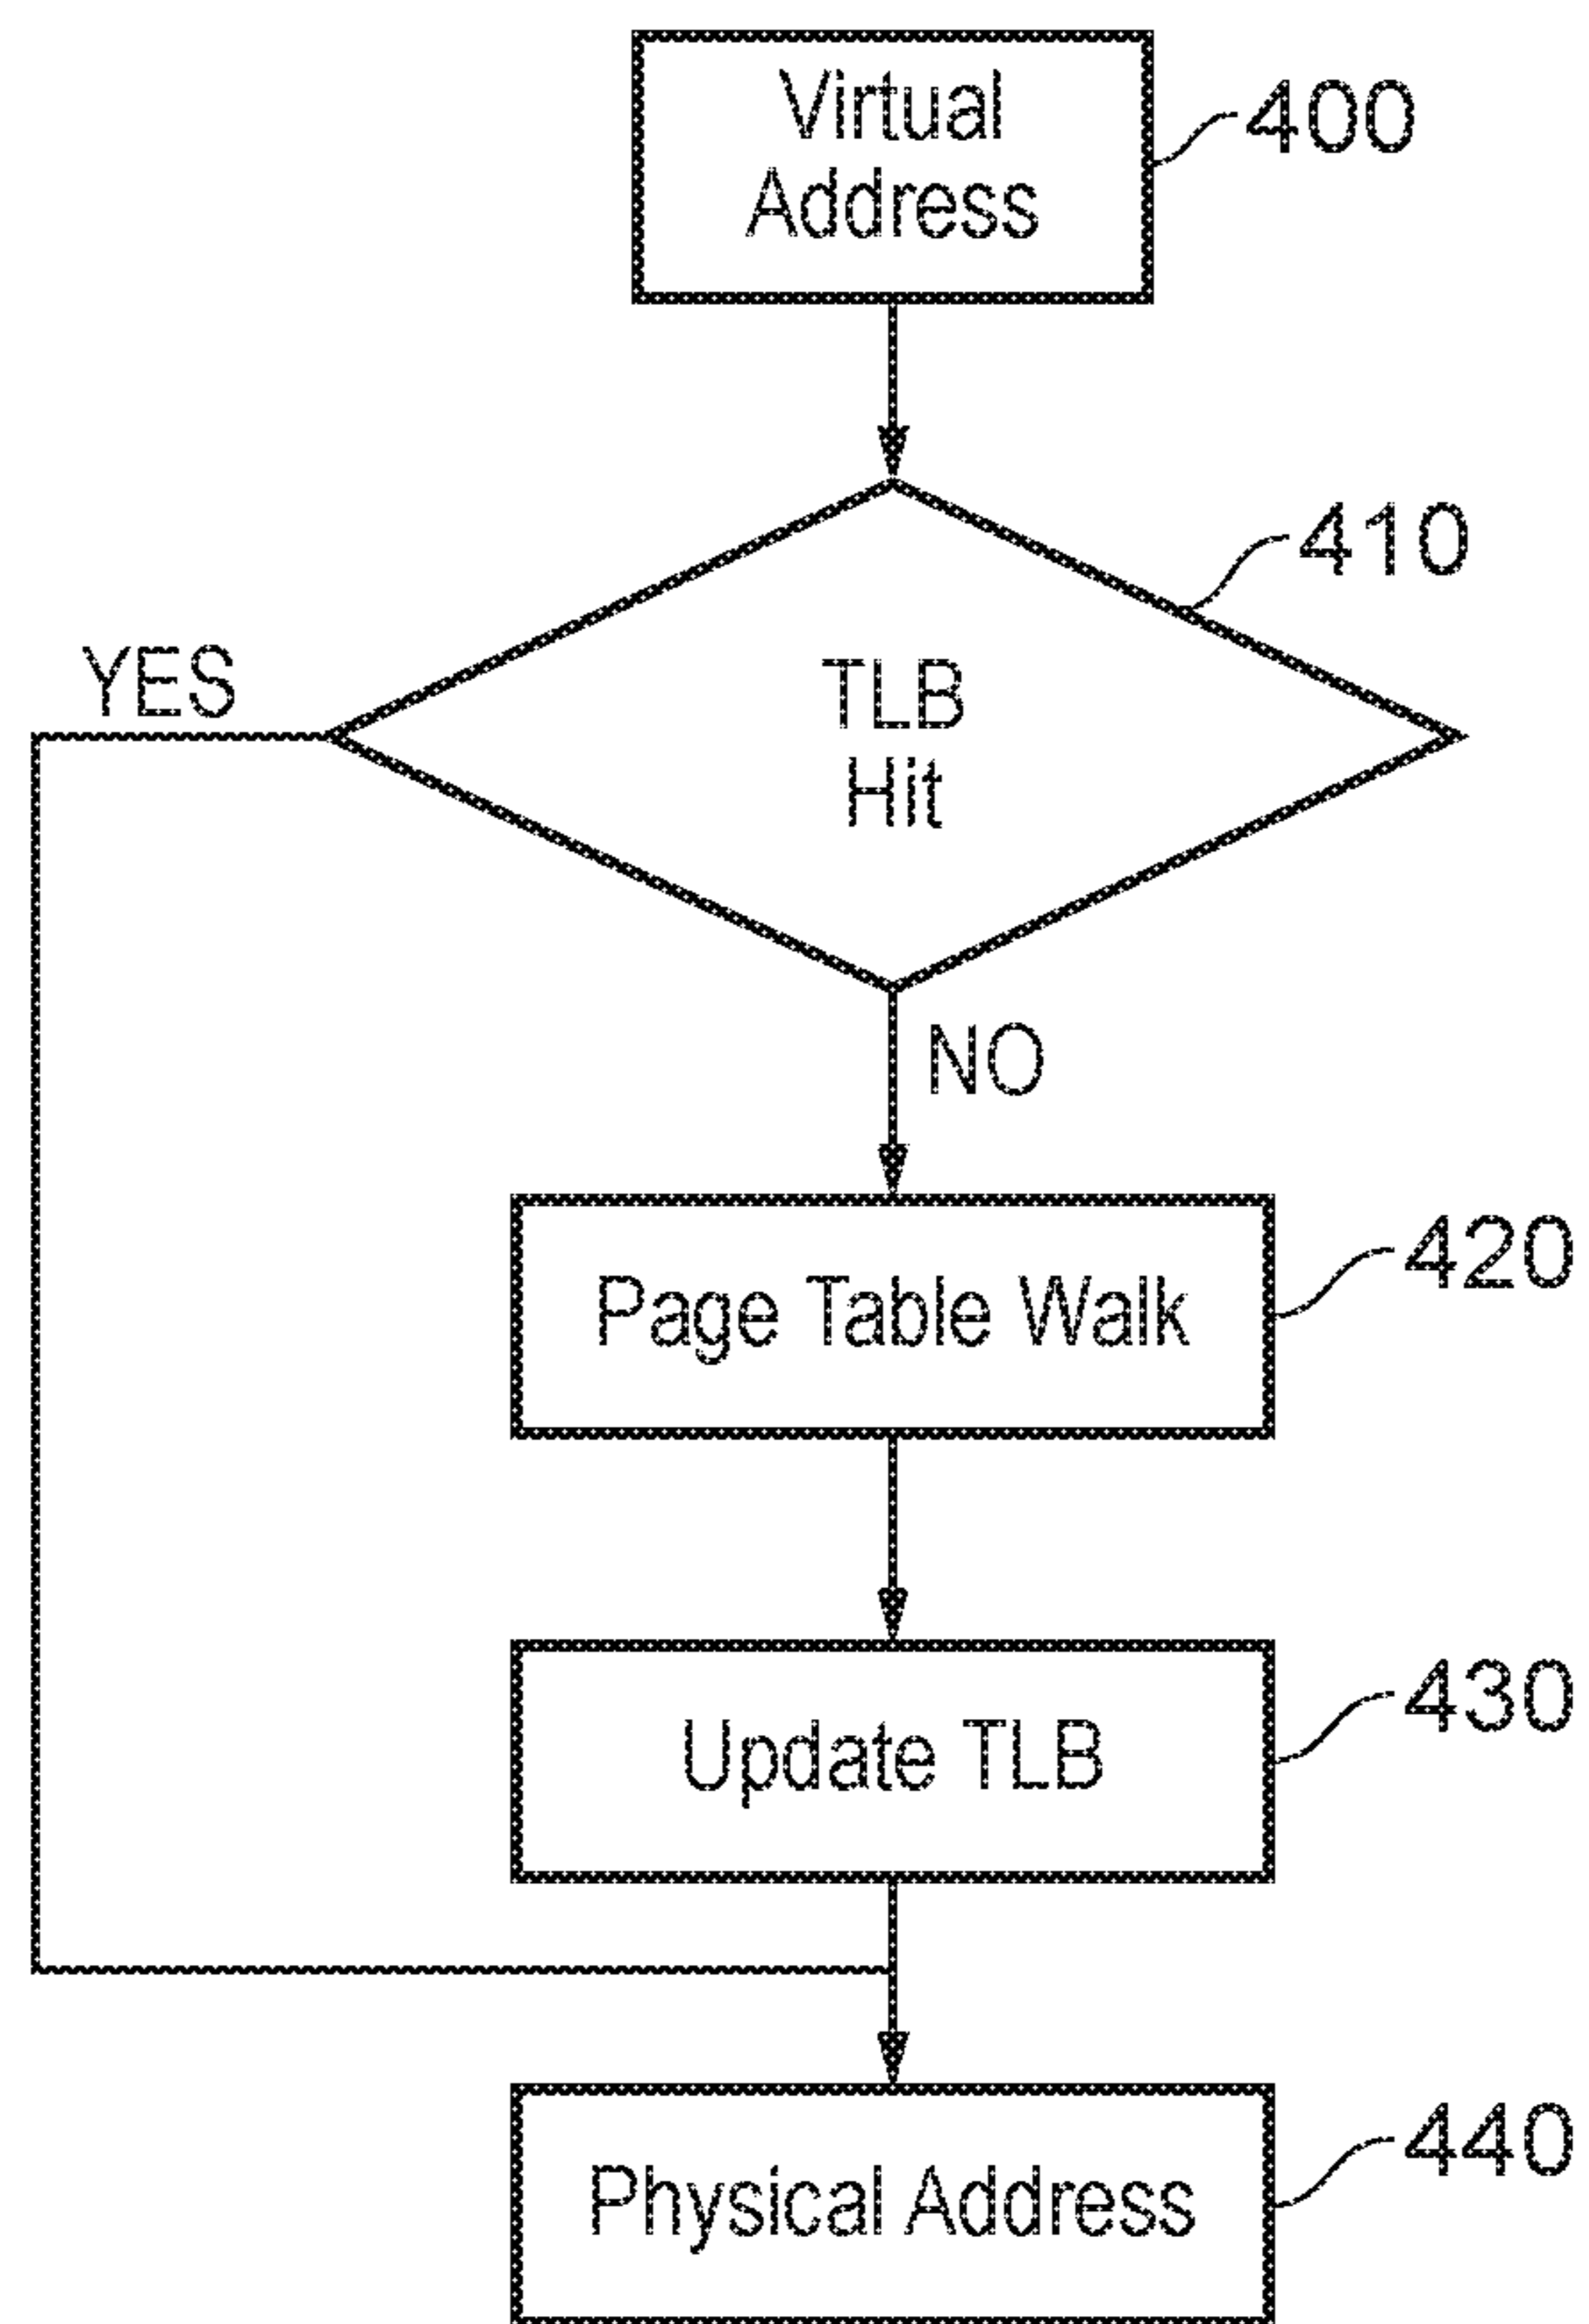 Virtual
Address
400
410
YES
TLB
Hit
NO
Page Table Walk
420
Update TLB
430
Physical Address
440